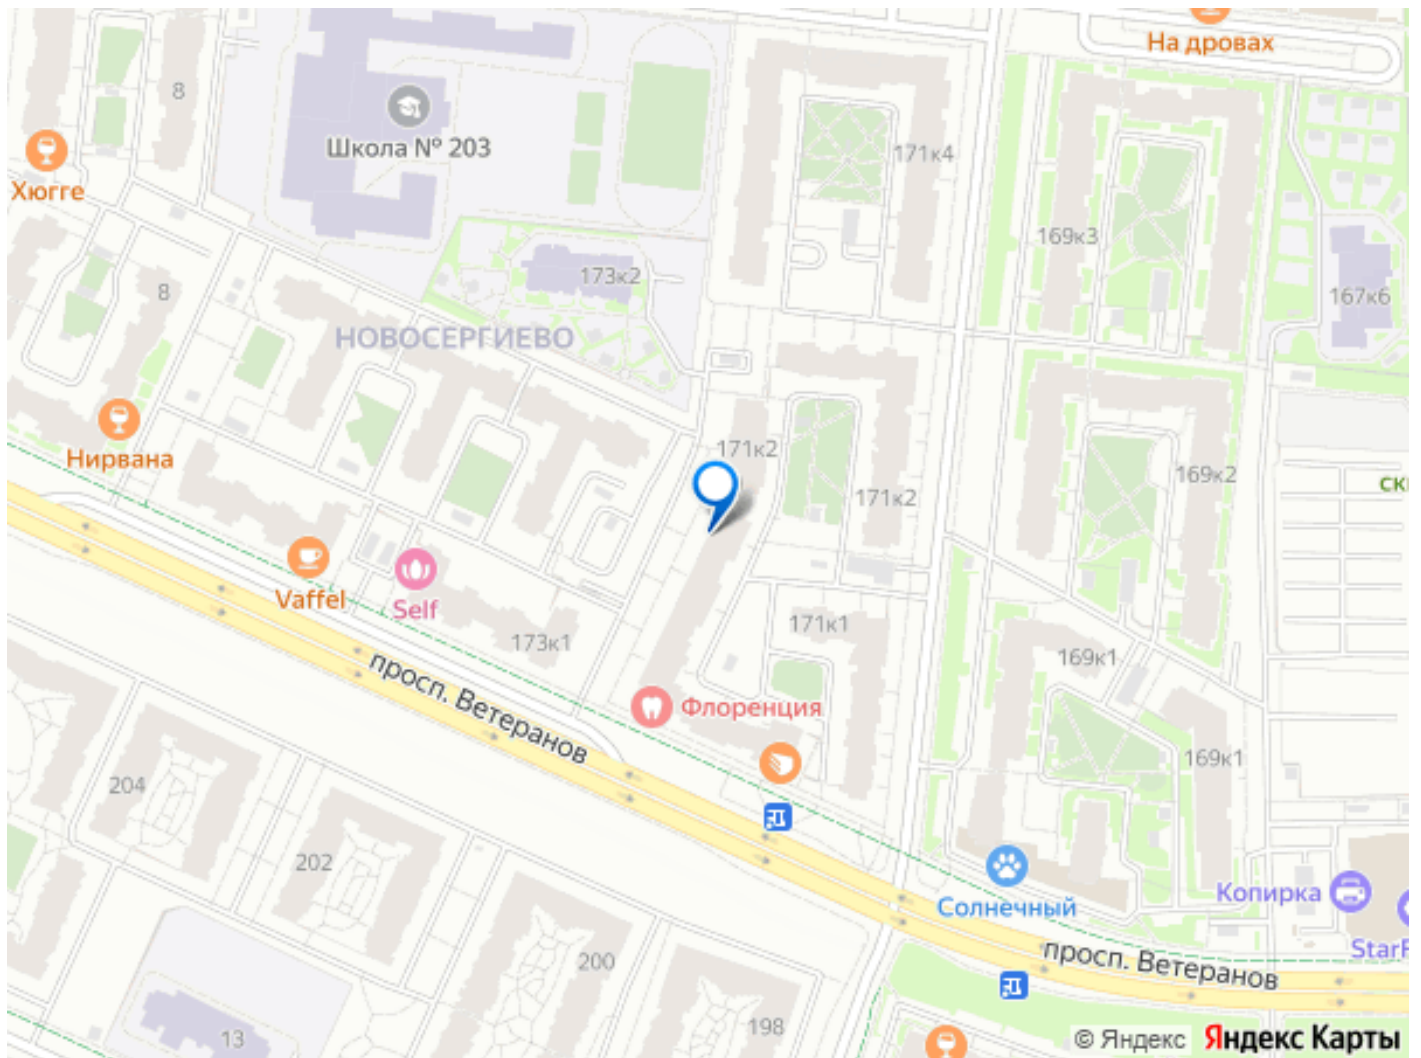 На дровах
8
Школа № 203
171к4
Хюгге
169к3
173к2
8
167к6
НОВОСЕРГИЕВО
171к2
Нирвана
169к2
171к2
Vaffel
Self
171к1
173к1
169к1
просп. Ветеранов
Флоренция
169к1
204
202
Копирка
Солнечный
просп. Ветеранов
200
198
13
© Яндекс Яндекс Карты